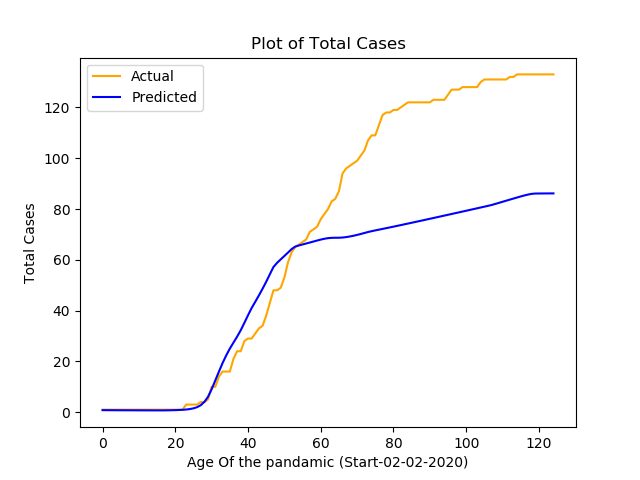 Plot of Total Cases
Actual
Predicted
120
100
80
60
40
20
0
Total Cases
0 20 40 60 80 100 120
Age Of the pandamic (Start-02-02-2020)